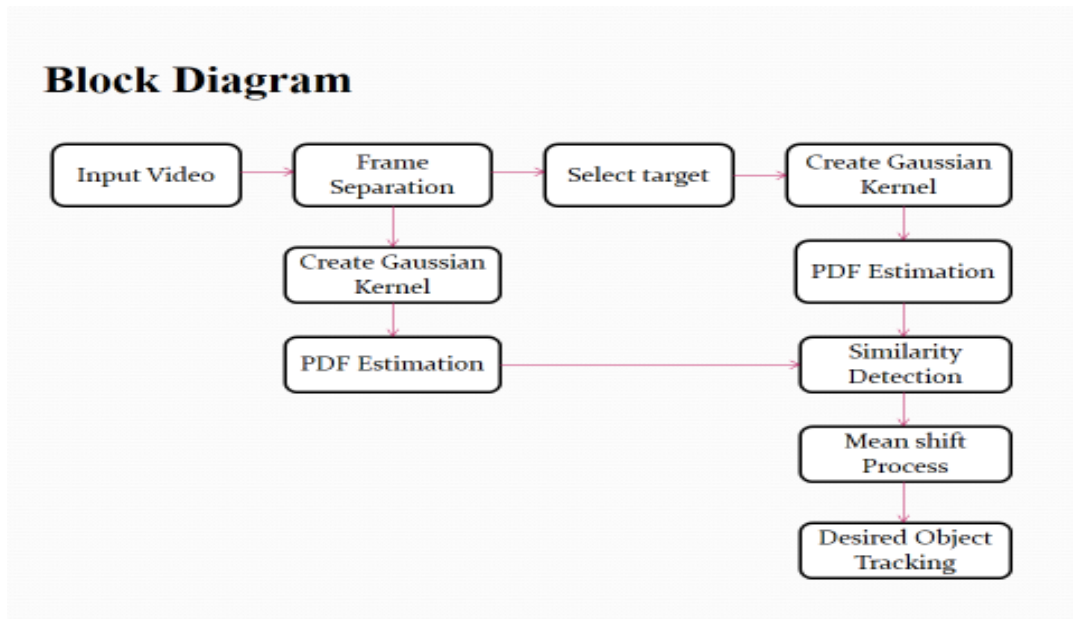 Block Diagram
Input Video
Frame
Separation
Select target
Create Gaussian
Kernel
Create Gaussian
Kernel
PDF Estimation
PDF Estimation
Similarity
Detection
Mean shift
Process
Desired Object
Tracking